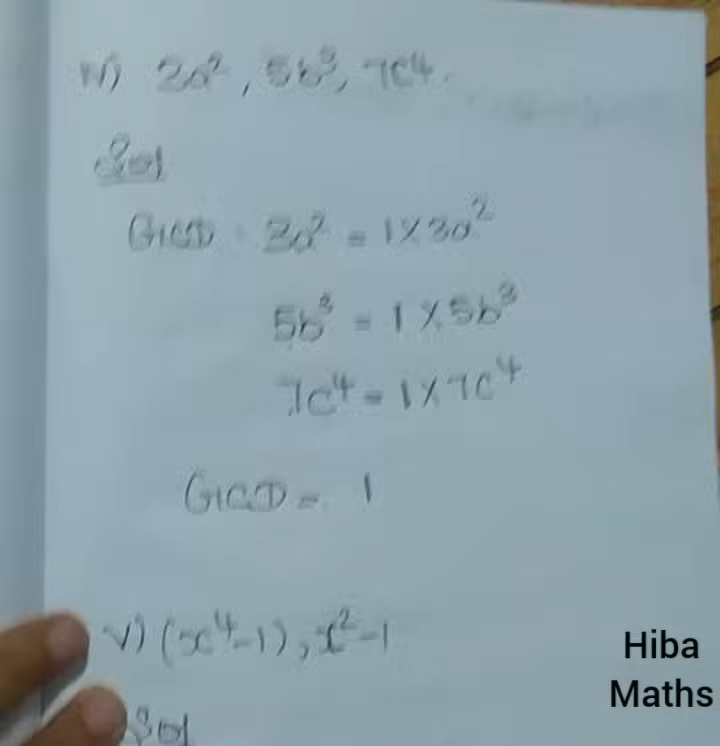 iv) 3a², 5b³, 7c⁴.
Sol
GCD 3a² = 1×3a²
5b³ = 1×5b³
7c⁴ = 1×7c⁴
GCD = 1
v) (x⁴-1), x²-1
Sol
Hiba
Maths